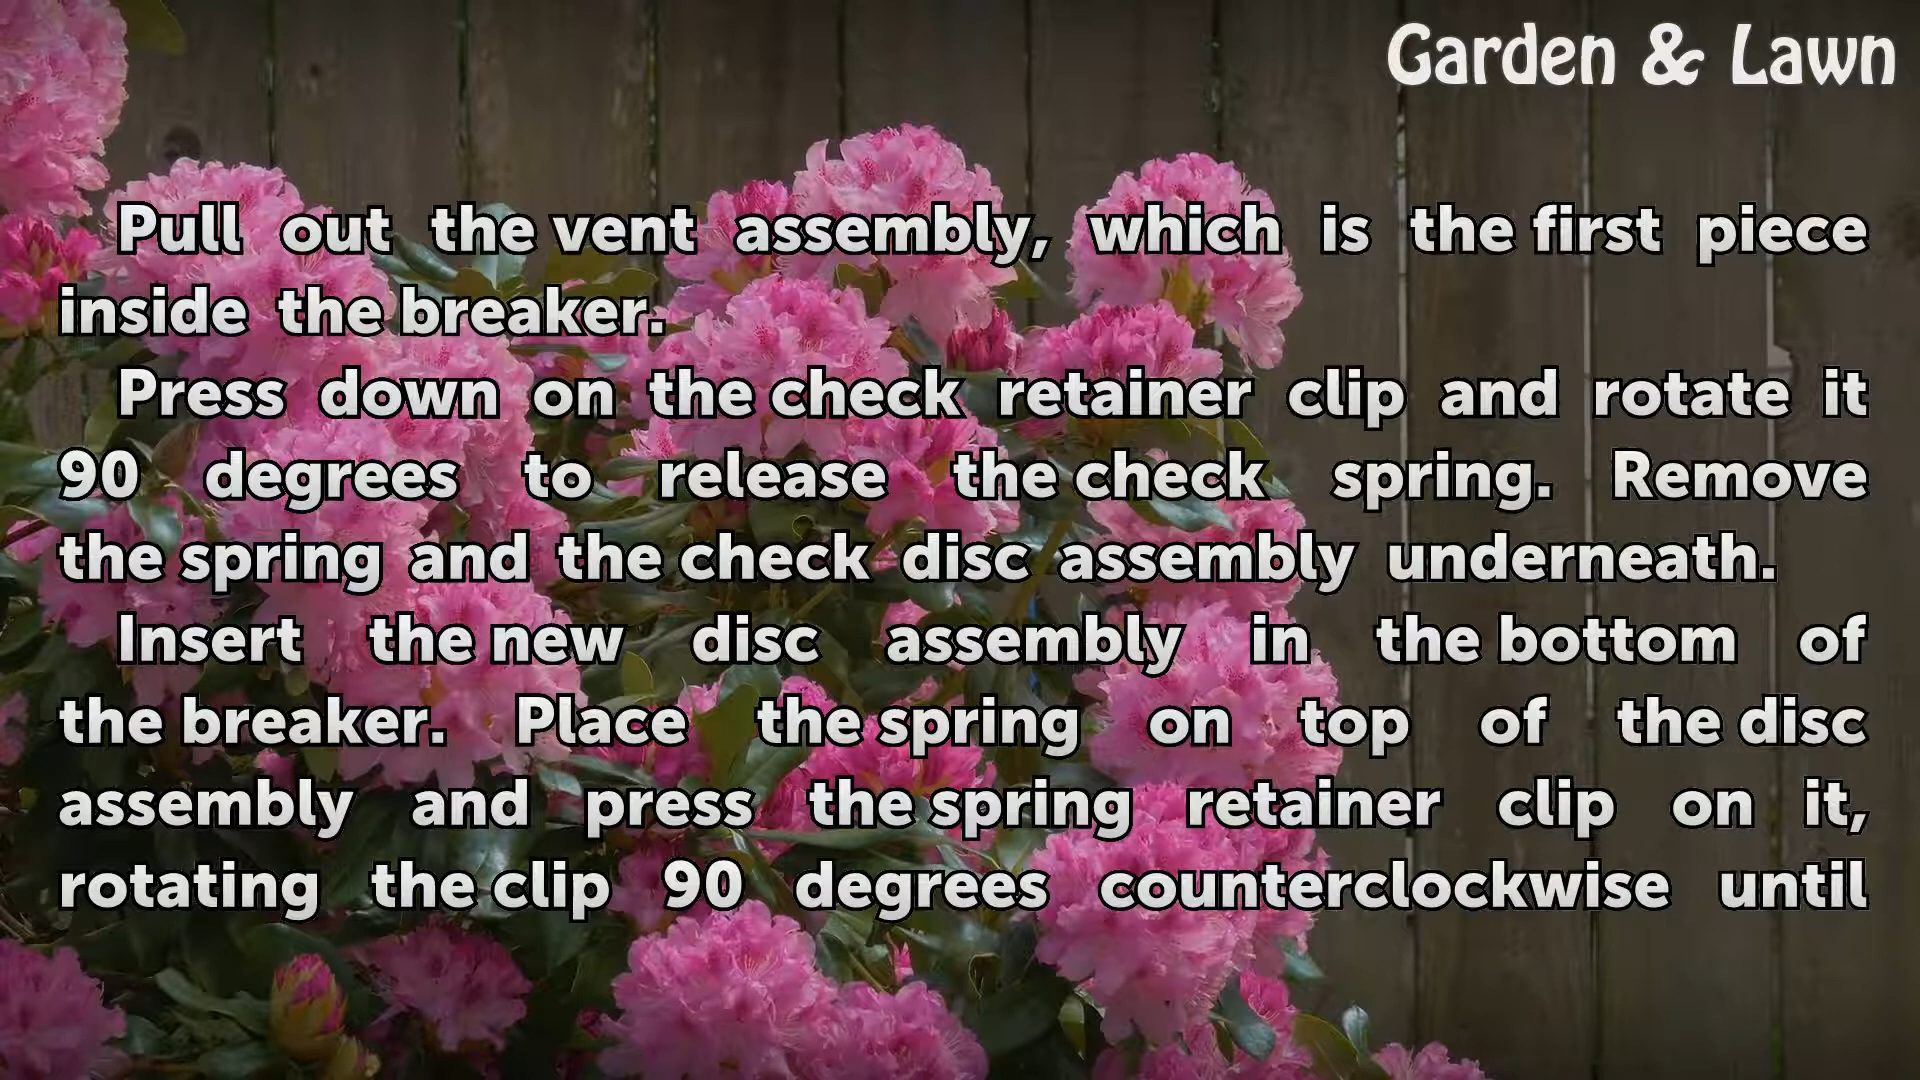 Garden & Lawn
Pull out the vent assembly, which is the first piece
inside the breaker.
Press down on the check retainer clip and rotate it
90 degrees to release the check spring. Remove
the spring and the check disc assembly underneath.
Insert the new disc assembly in the bottom of
the breaker. Place the spring on top of the disc
assembly and press the spring retainer clip on it,
rotating the clip 90 degrees counterclockwise until